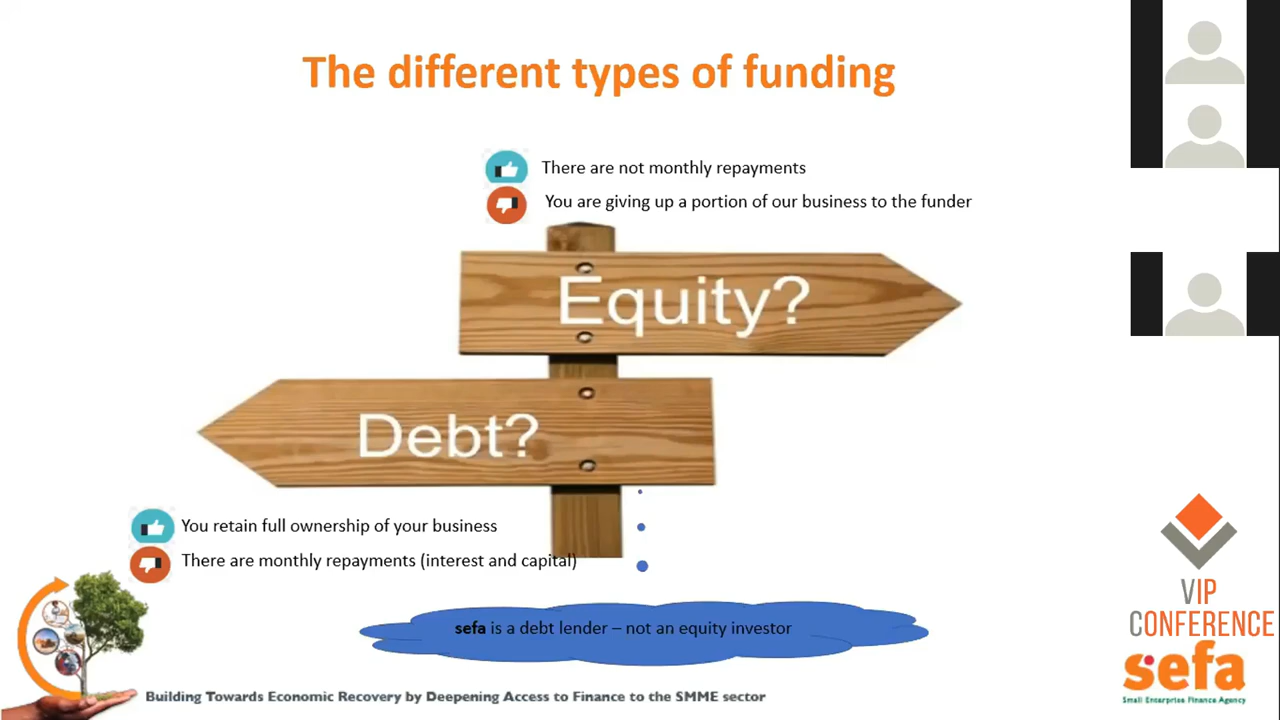 The different types of funding
There are not monthly repayments
You are giving up a portion of our business to the funder
Equity?
Debt?
You retain full ownership of your business
There are monthly repayments (interest and capital)
sefa is a debt lender – not an equity investor
Building Towards Economic Recovery by Deepening Access to Finance to the SMME sector
VIP
CONFERENCE
sefa
Small Enterprise Finance Agency